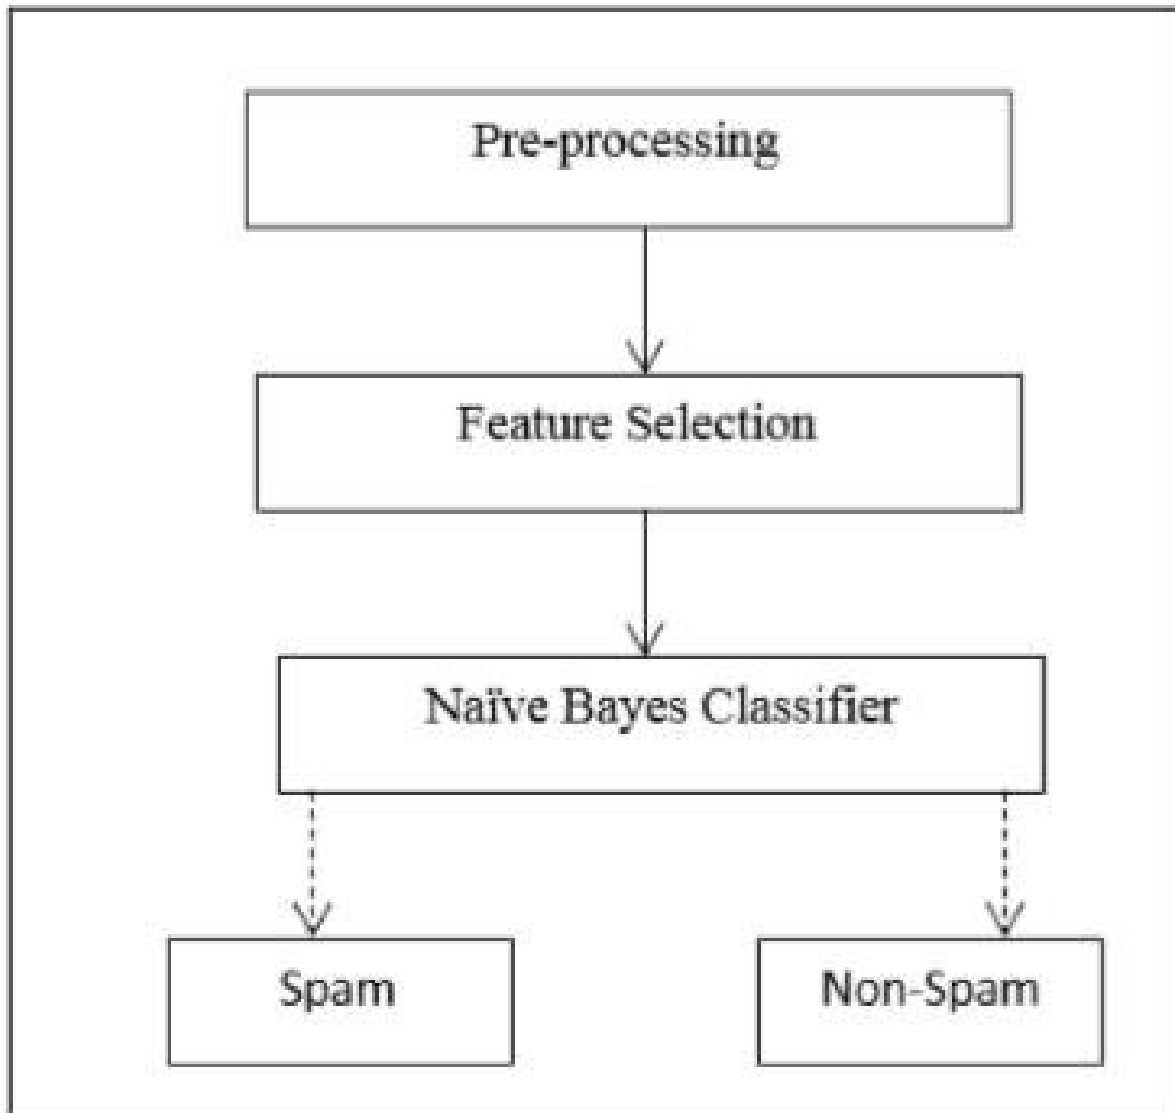 Pre-processing
Feature Selection
Naïve Bayes Classifier
Spam
Non-Spam